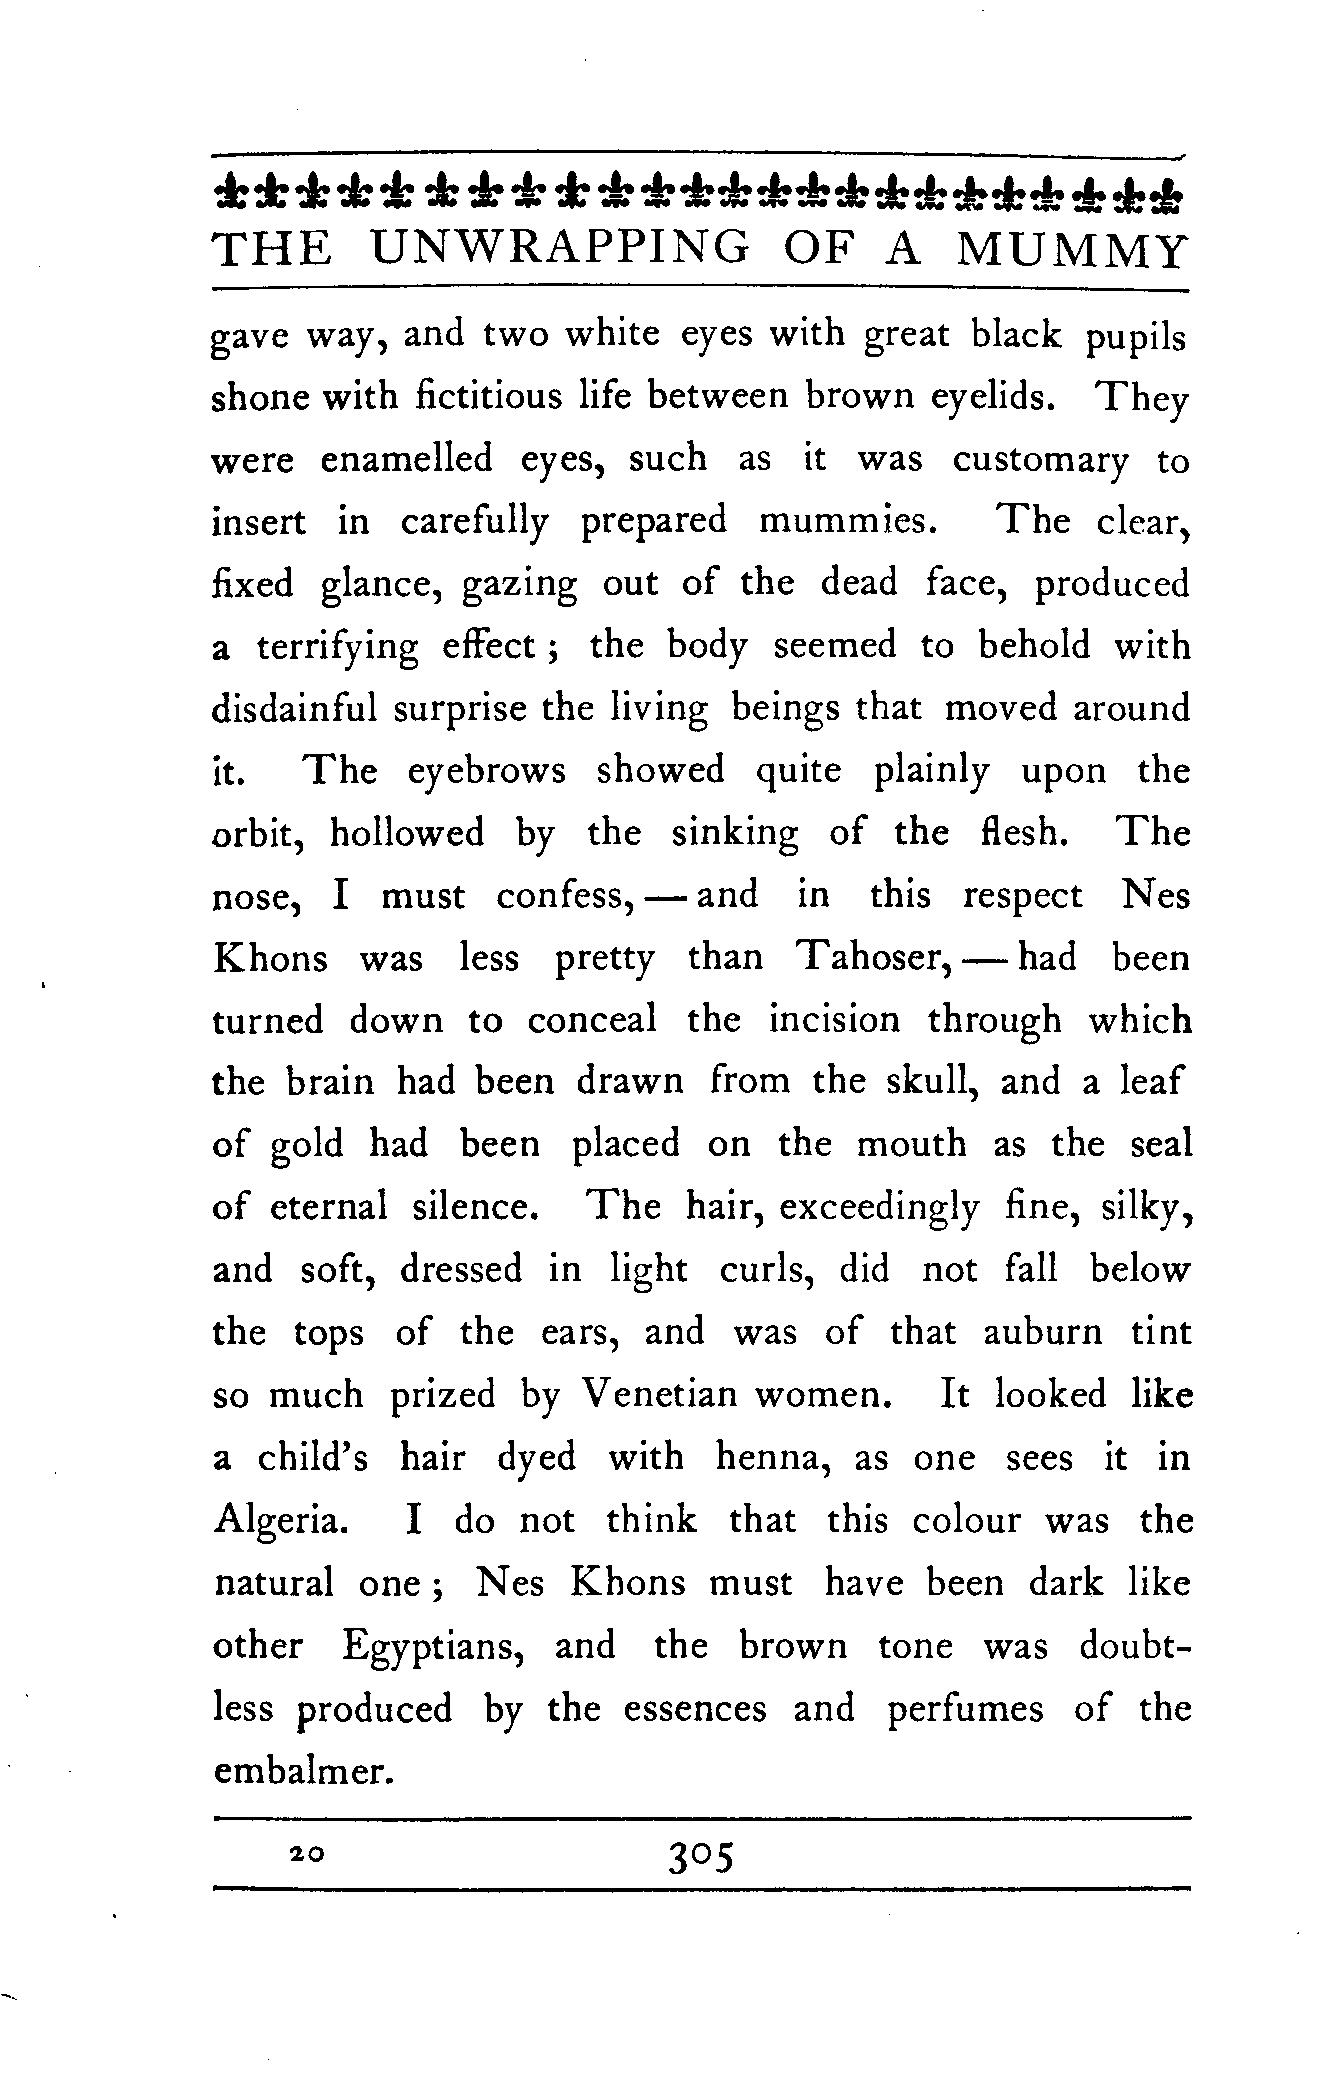 THE UNWRAPPING OF A MUMMY
gave way, and two white eyes with great black pupils
shone with fictitious life between brown eyelids. They
were enamelled eyes, such as it was customary to
insert in carefully prepared mummies. The clear,
fixed glance, gazing out of the dead face, produced
a terrifying effect ; the body seemed to behold with
disdainful surprise the living beings that moved around
it. The eyebrows showed quite plainly upon the
orbit, hollowed by the sinking of the flesh. The
nose, I must confess, — and in this respect Nes
Khons was less pretty than Tahoser, — had been
turned down to conceal the incision through which
the brain had been drawn from the skull, and a leaf
of gold had been placed on the mouth as the seal
of eternal silence. The hair, exceedingly fine, silky,
and soft, dressed in light curls, did not fall below
the tops of the ears, and was of that auburn tint
so much prized by Venetian women. It looked like
a child's hair dyed with henna, as one sees it in
Algeria. I do not think that this colour was the
natural one ; Nes Khons must have been dark like
other Egyptians, and the brown tone was doubt-
less produced by the essences and perfumes of the
embalmer.
20 305